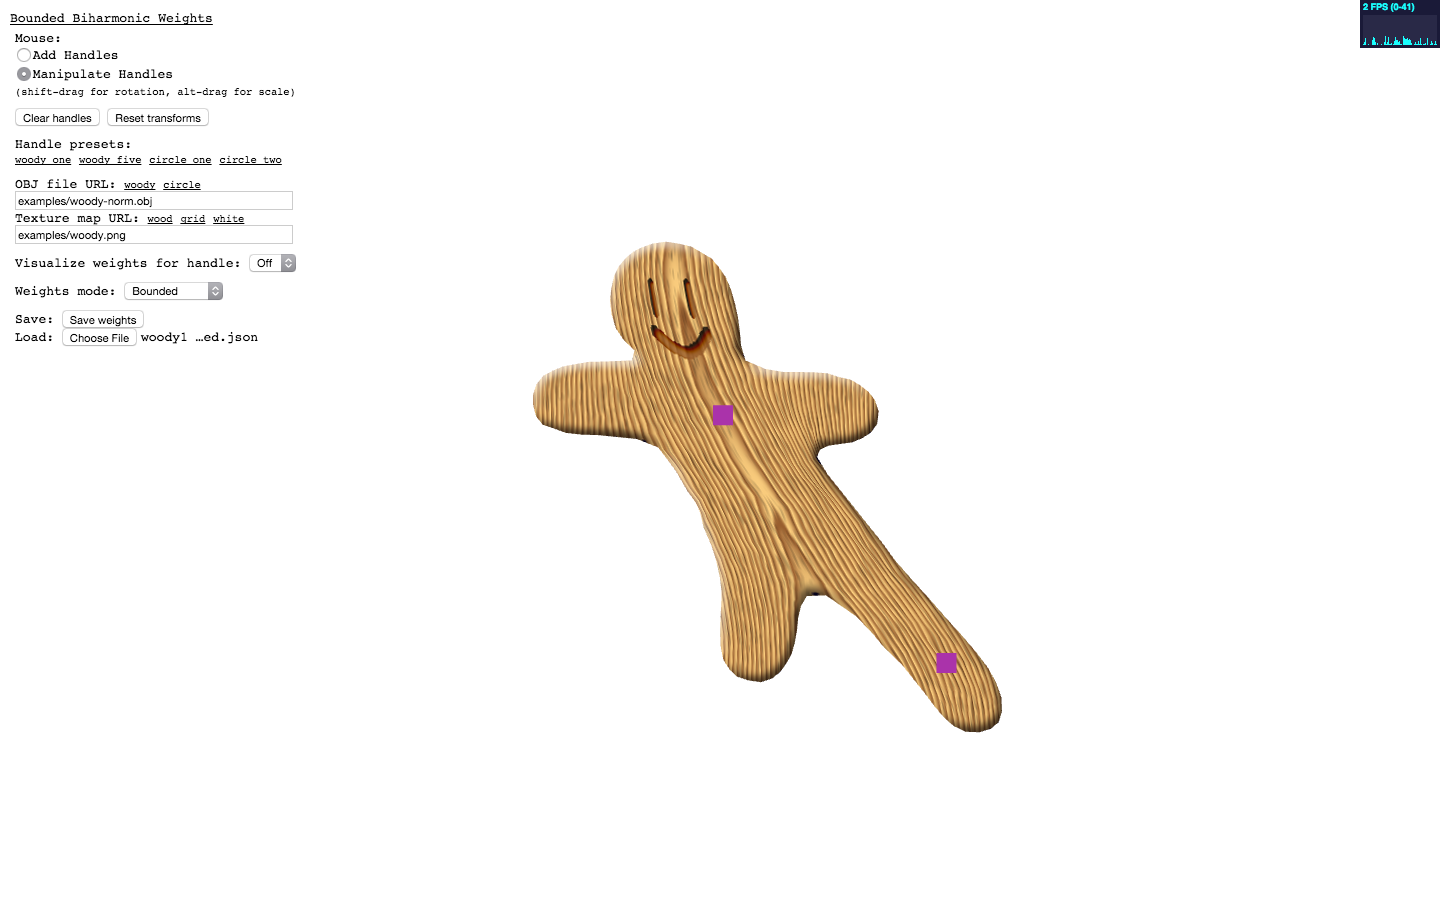 Bounded Biharmonic Weights
2 FPS (0-41)
Mouse:
Add Handles
Manipulate Handles
(shift-drag for rotation, alt-drag for scale)
Clear handles Reset transforms
Handle presets:
woody one woody five circle one circle two
OBJ file URL: woody circle
examples/woody-norm.obj
Texture map URL: wood grid white
examples/woody.png
Visualize weights for handle: Off
Weights mode: Bounded
Save: Save weights
Load: Choose File woody1 …ed.json